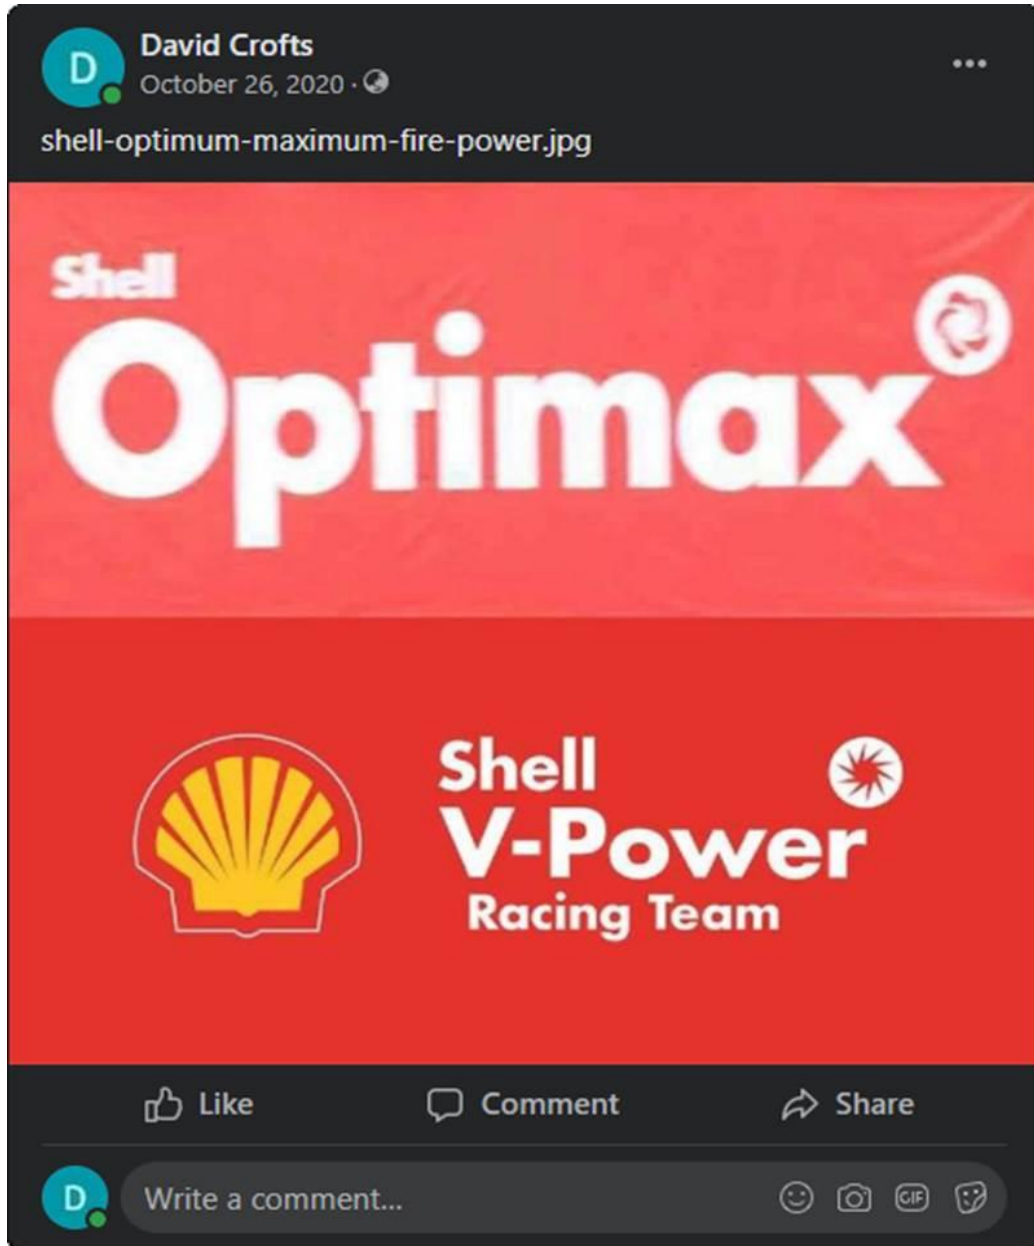 D
David Crofts
October 26, 2020 ·
shell-optimum-maximum-fire-power.jpg
Shell
Optimax
Shell
V-Power
Racing Team
Like
Comment
Share
D
Write a comment...
GIF